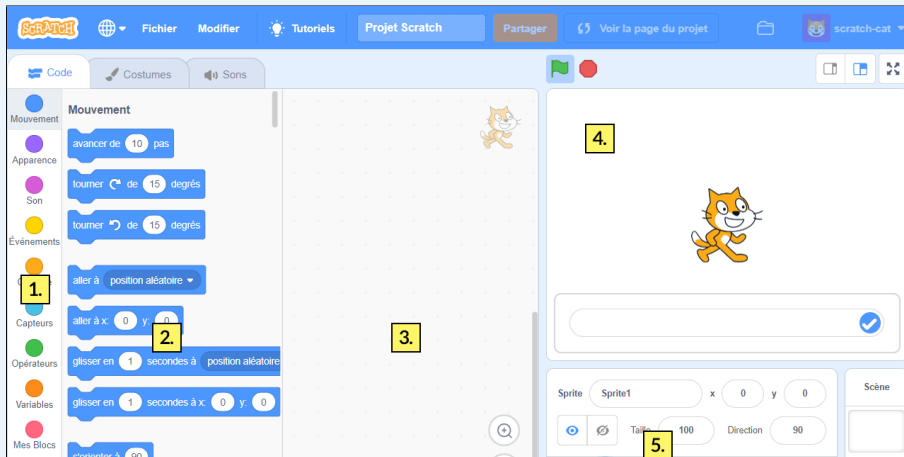 SCRATCH Fichier Modifier Tutoriels Projet Scratch Partager Voir la page du projet scratch-cat
Code Costumes Sons
Mouvement
Apparence
Son
Événements
1.
Capteurs
Opérateurs
Variables
Mes Blocs
Mouvement
avancer de 10 pas
tourner de 15 degrés
tourner de 15 degrés
aller à position aléatoire
aller à x: 0 y: 0
2.
glisser en 1 secondes à position aléatoire
glisser en 1 secondes à x: 0 y: 0
s'orienter à 90
3.
4.
Sprite Sprite1 x 0 y 0
Taille 100 Direction 90
5.
Scène